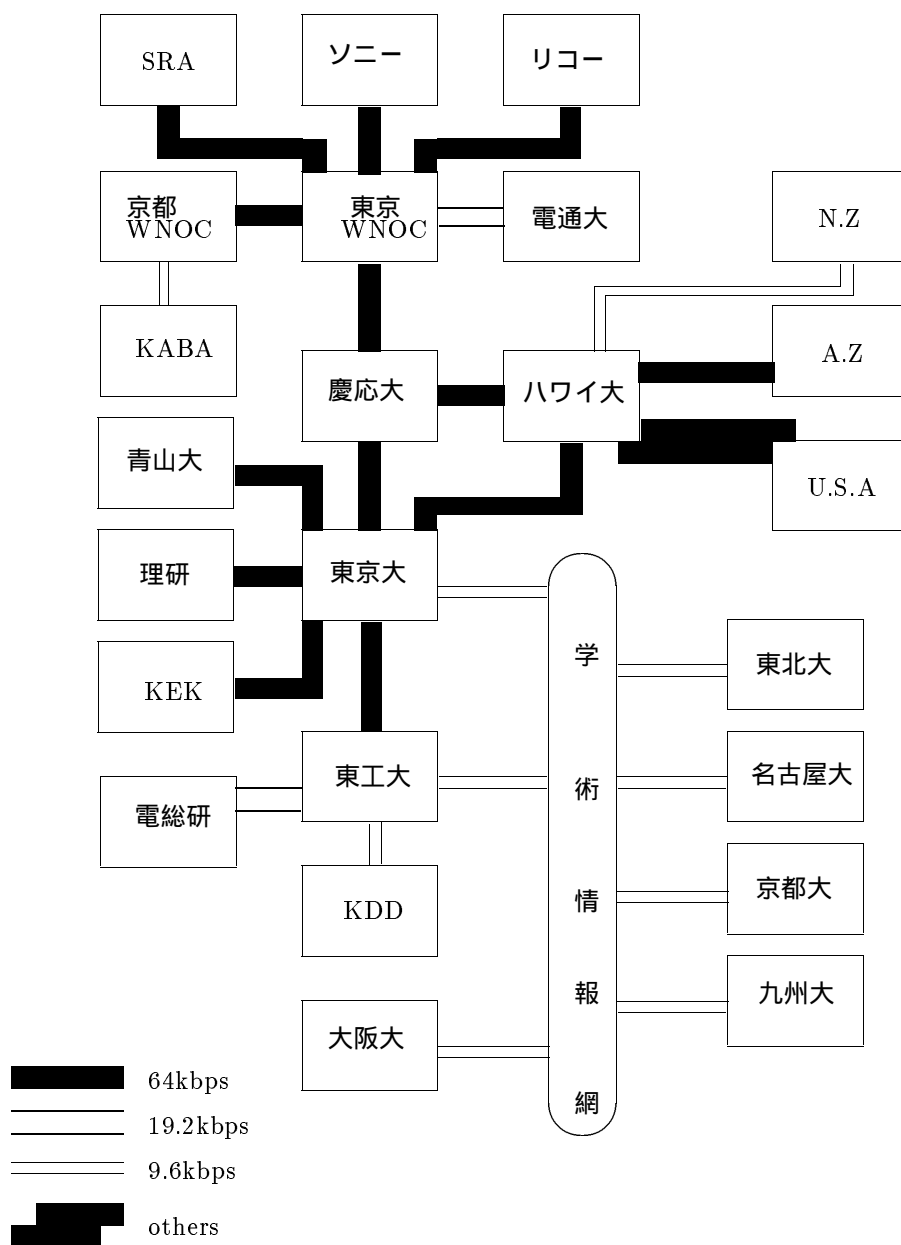 SRA
ソニー
リコー
京都
WNOC
東京
WNOC
電通大
N.Z
KABA
慶応大
ハワイ大
A.Z
青山大
U.S.A
理研
東京大
KEK
学術情報網
東北大
東工大
名古屋大
電総研
京都大
KDD
九州大
大阪大
64kbps
19.2kbps
9.6kbps
others